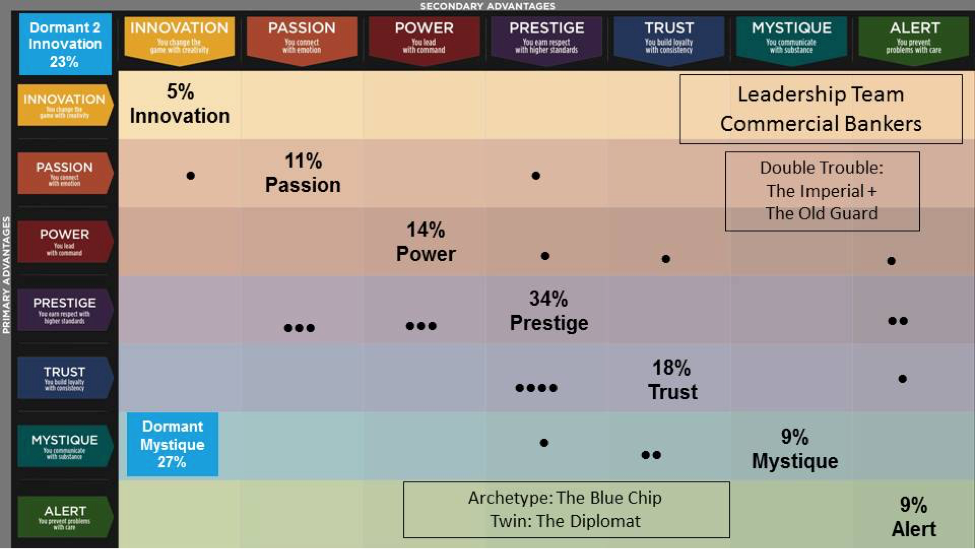 SECONDARY ADVANTAGES
Dormant 2
Innovation
23%
INNOVATION
You change the
game with creativity
PASSION
You connect
with emotion
POWER
You lead
with command
PRESTIGE
You earn respect
with higher standards
TRUST
You build loyalty
with consistency
MYSTIQUE
You communicate
with substance
ALERT
You prevent
problems with care
PRIMARY ADVANTAGES
INNOVATION
You change the
game with creativity
5%
Innovation
Leadership Team
Commercial Bankers
PASSION
You connect
with emotion
11%
Passion
Double Trouble:
The Imperial +
The Old Guard
POWER
You lead
with command
14%
Power
PRESTIGE
You earn respect with
higher standards
34%
Prestige
TRUST
You build loyalty
with consistency
18%
Trust
MYSTIQUE
You communicate
with substance
Dormant
Mystique
27%
9%
Mystique
ALERT
You prevent problems
with care
Archetype: The Blue Chip
Twin: The Diplomat
9%
Alert